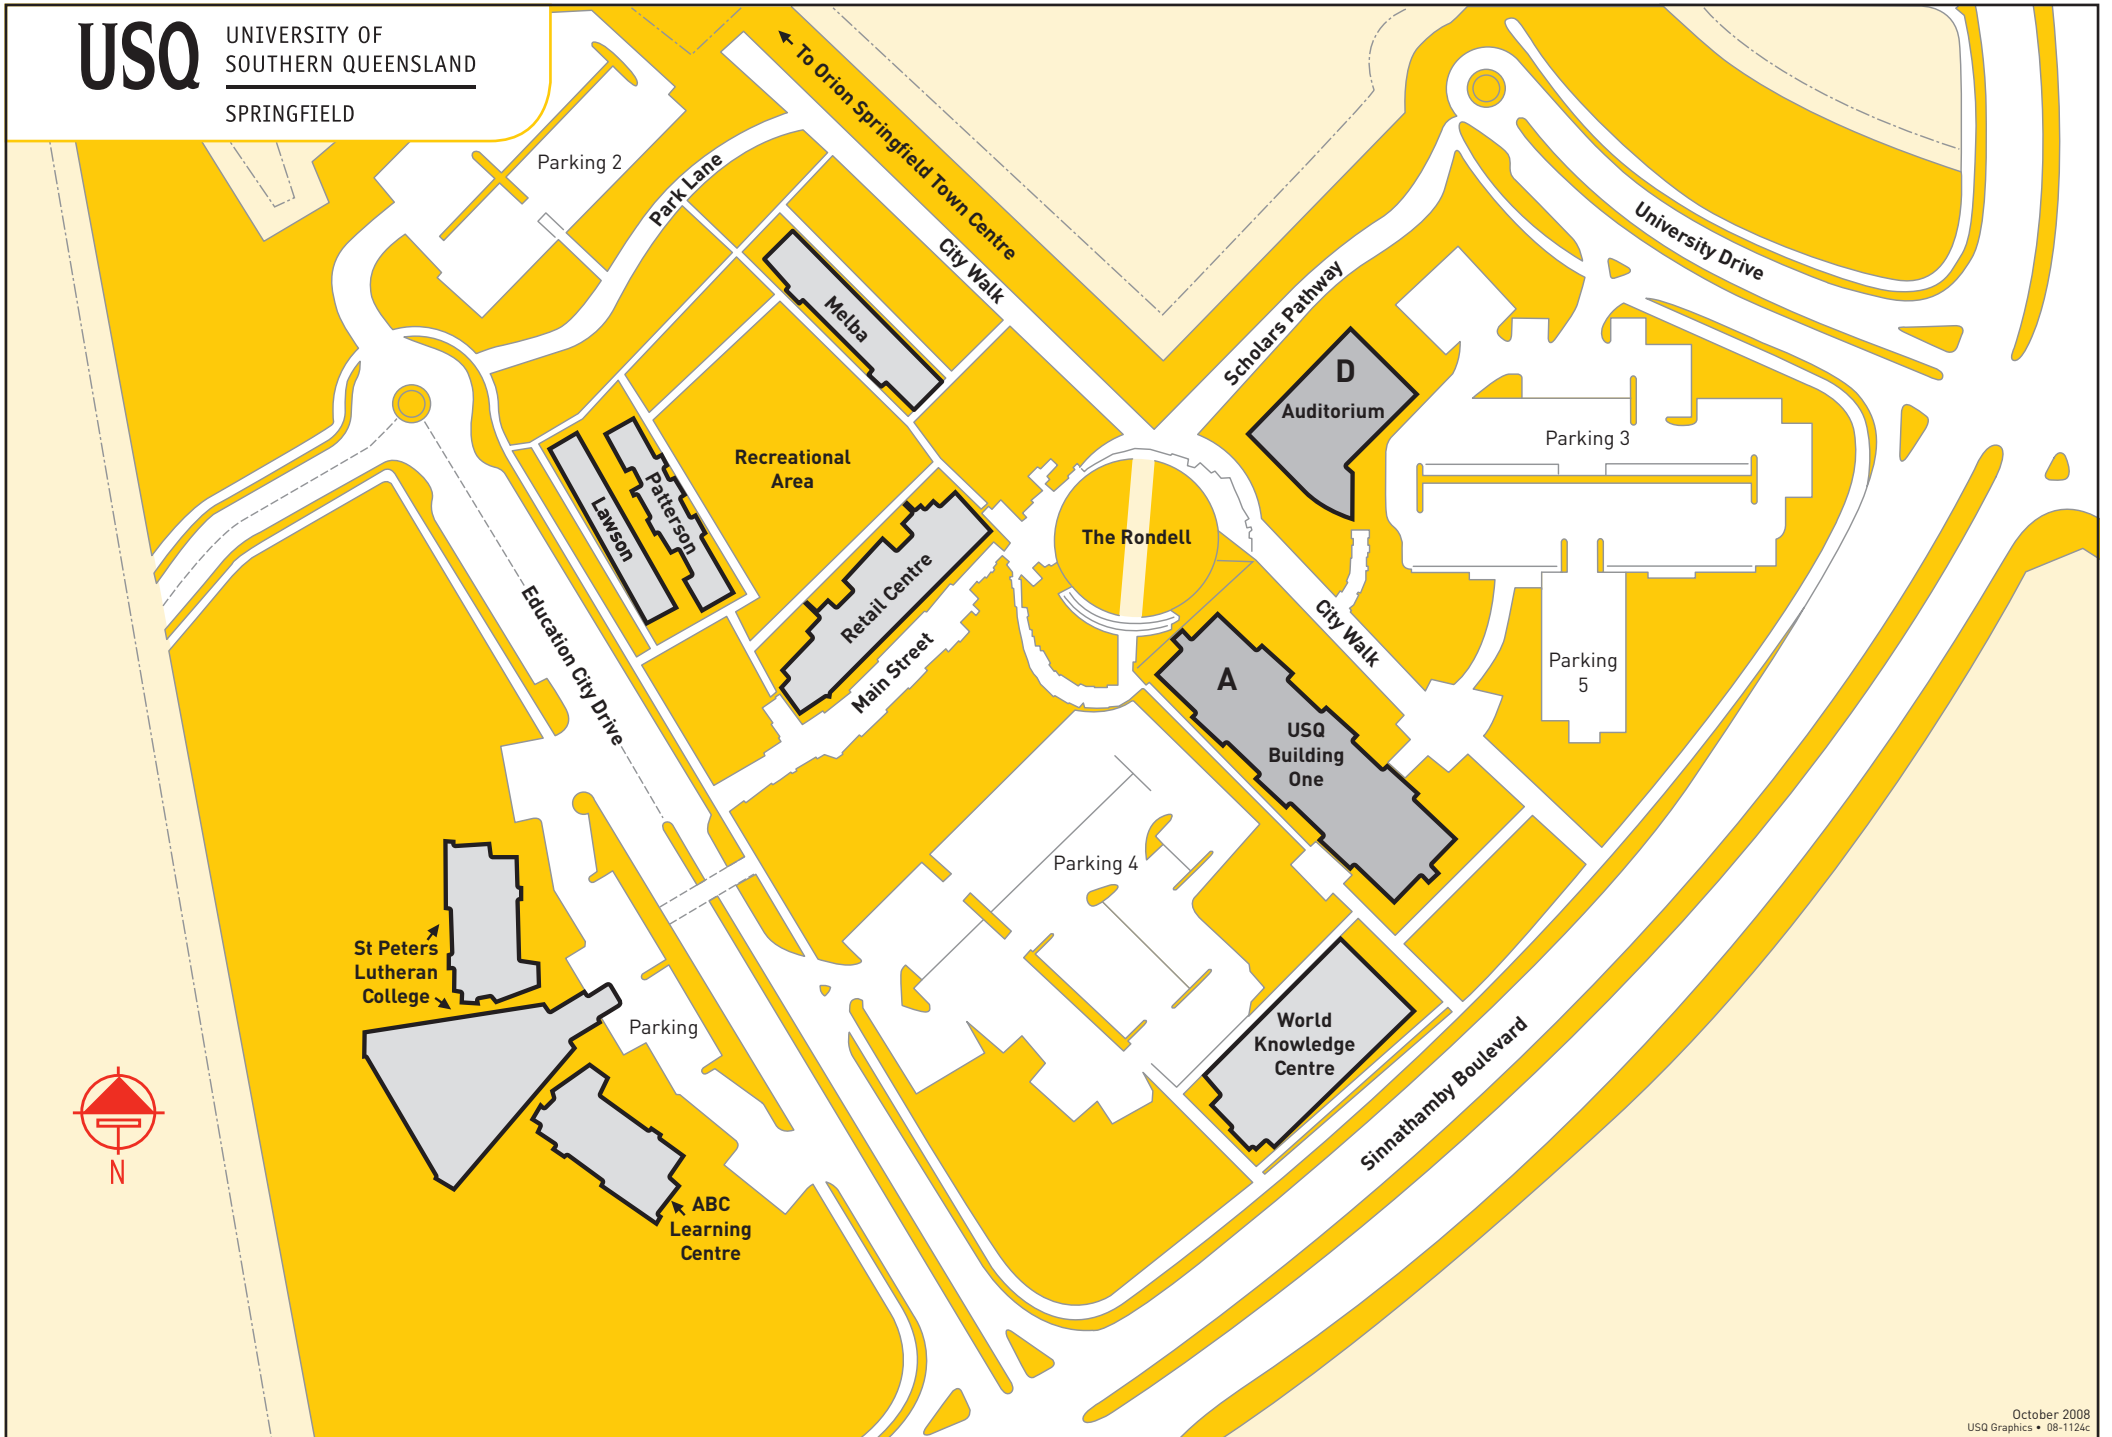 USQ
UNIVERSITY OF
SOUTHERN QUEENSLAND
SPRINGFIELD
To Orion Springfield Town Centre
Parking 2
Park Lane
City Walk
University Drive
Scholars Pathway
Melba
D
Auditorium
Parking 3
Recreational
Area
Lawson
Patterson
The Rondell
Retail Centre
Main Street
Education City Drive
City Walk
Parking
5
A
USQ
Building
One
Parking 4
St Peters
Lutheran
College
Parking
World
Knowledge
Centre
Sinnathamby Boulevard
N
ABC
Learning
Centre
October 2008
USQ Graphics • 08-1124c